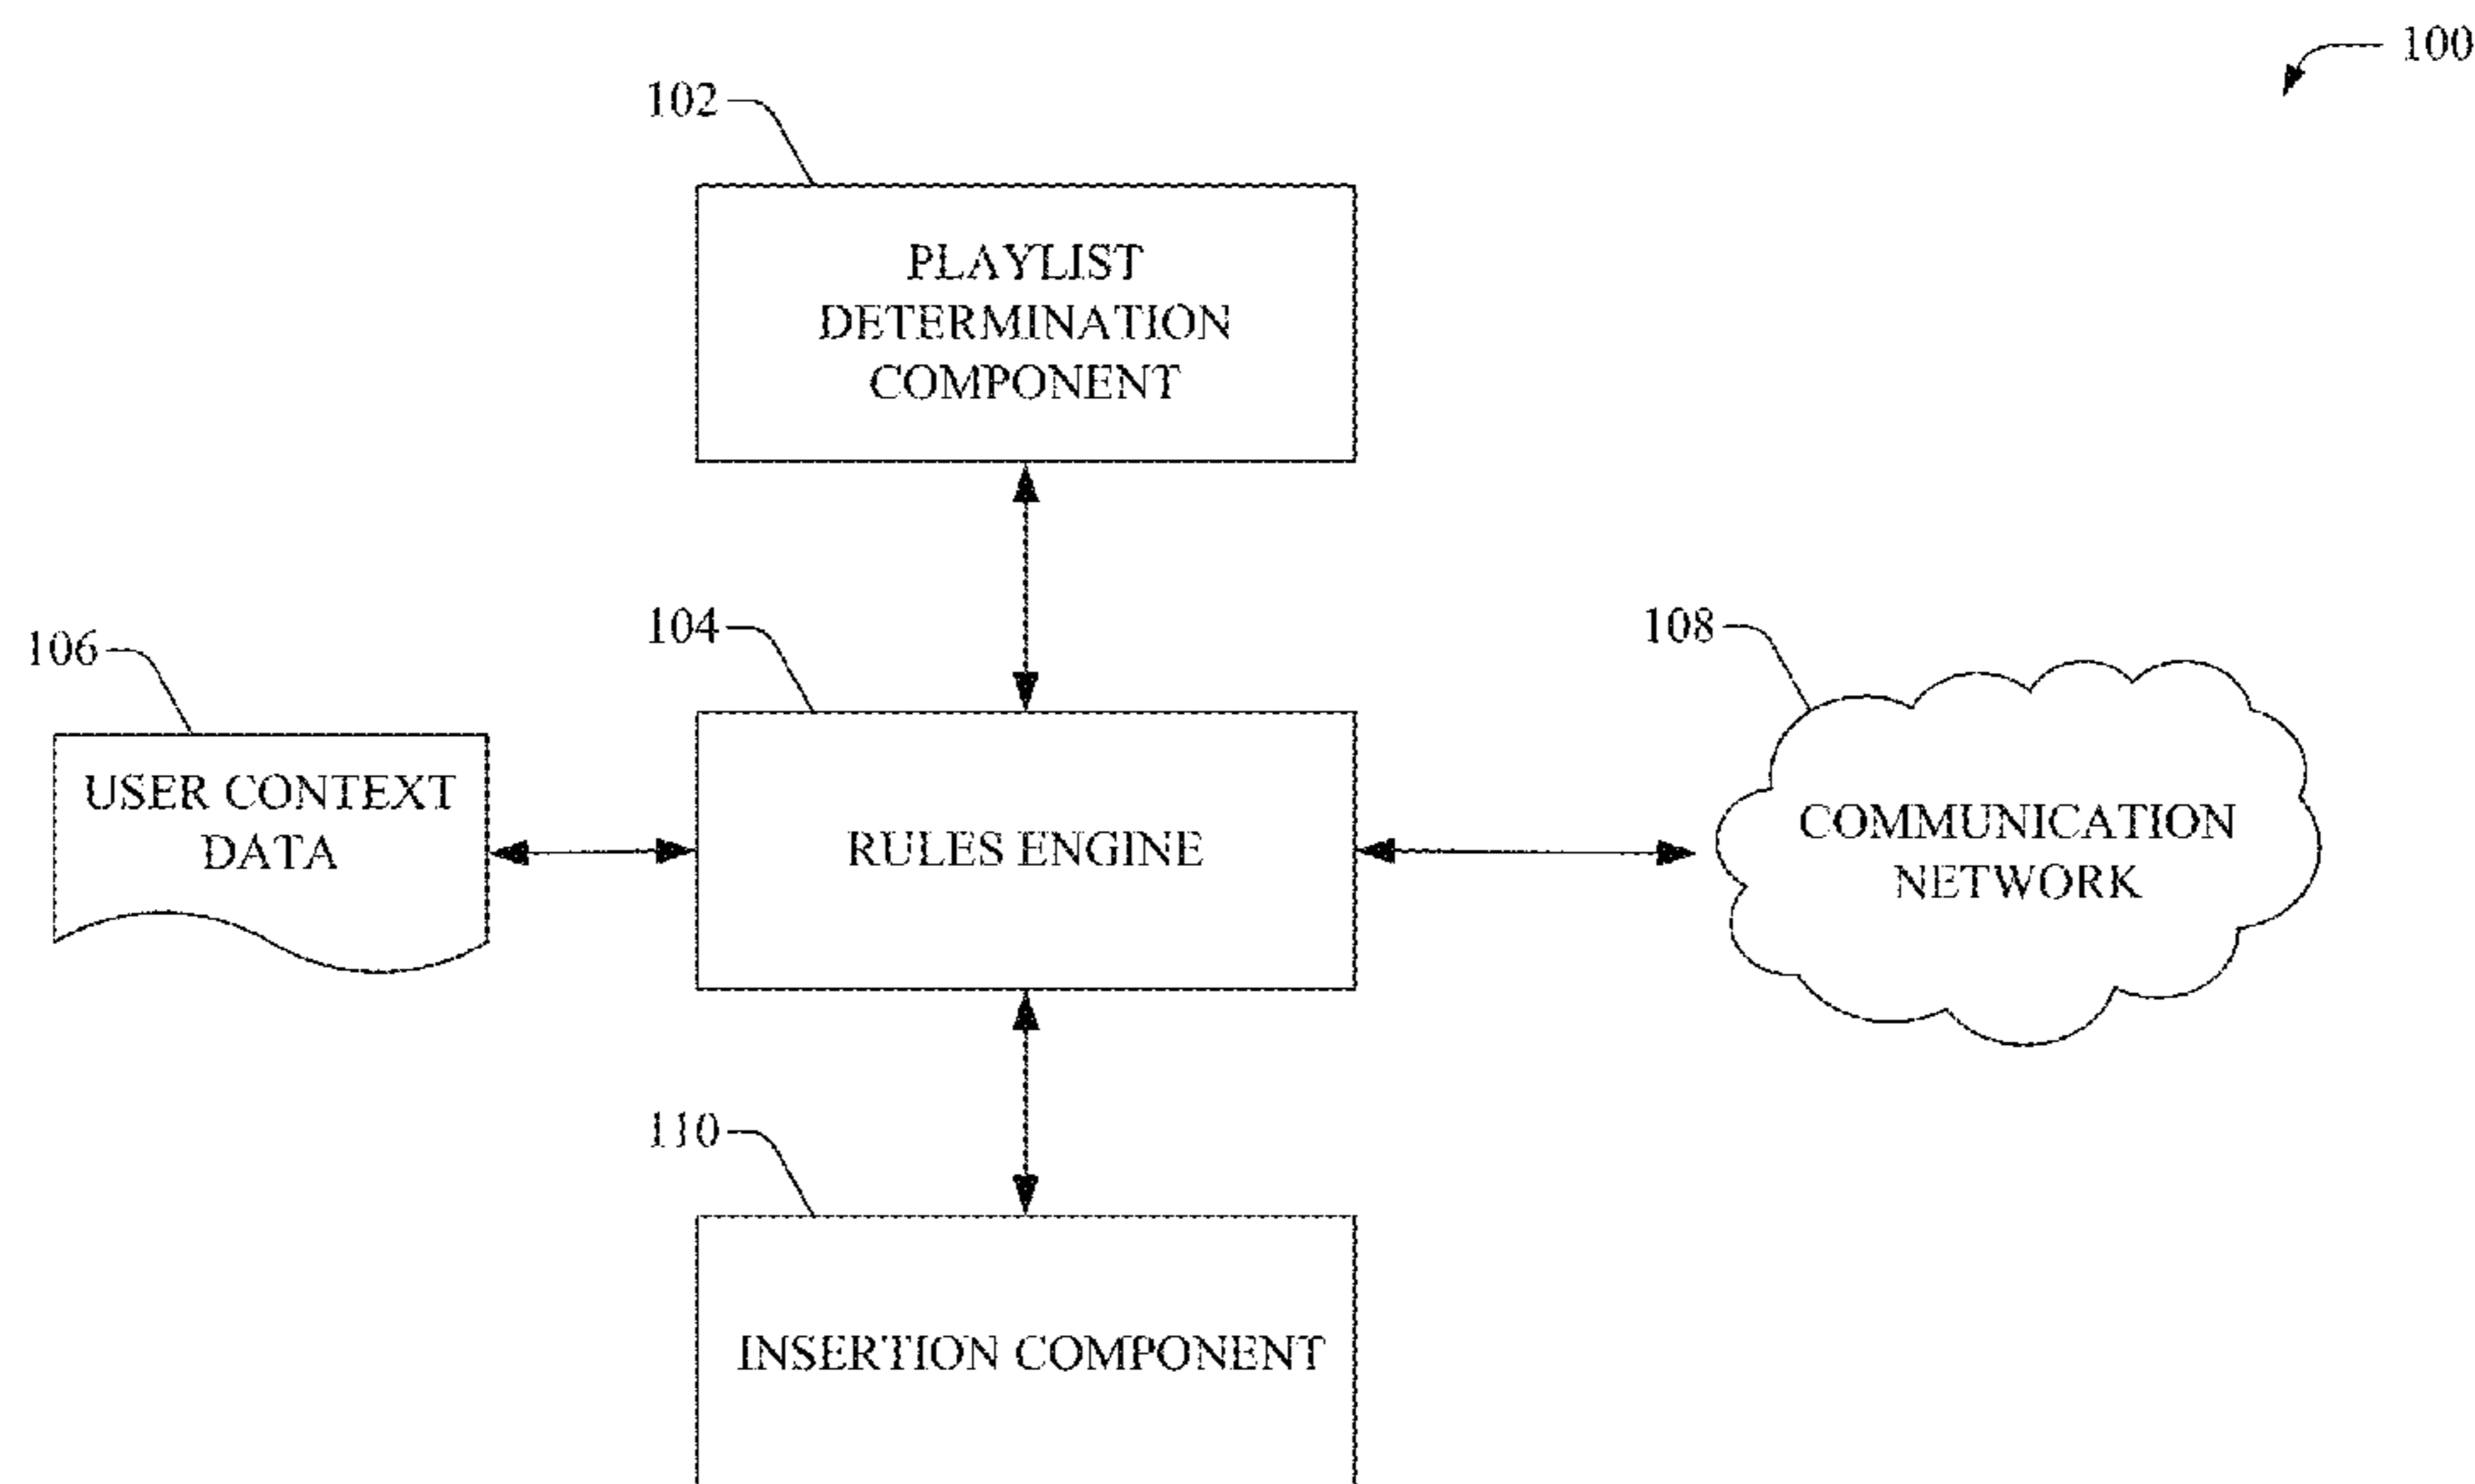 100
102
PLAYLIST
DETERMINATION
COMPONENT
104
106
108
USER CONTEXT
DATA
RULES ENGINE
COMMUNICATION
NETWORK
110
INSERTION COMPONENT